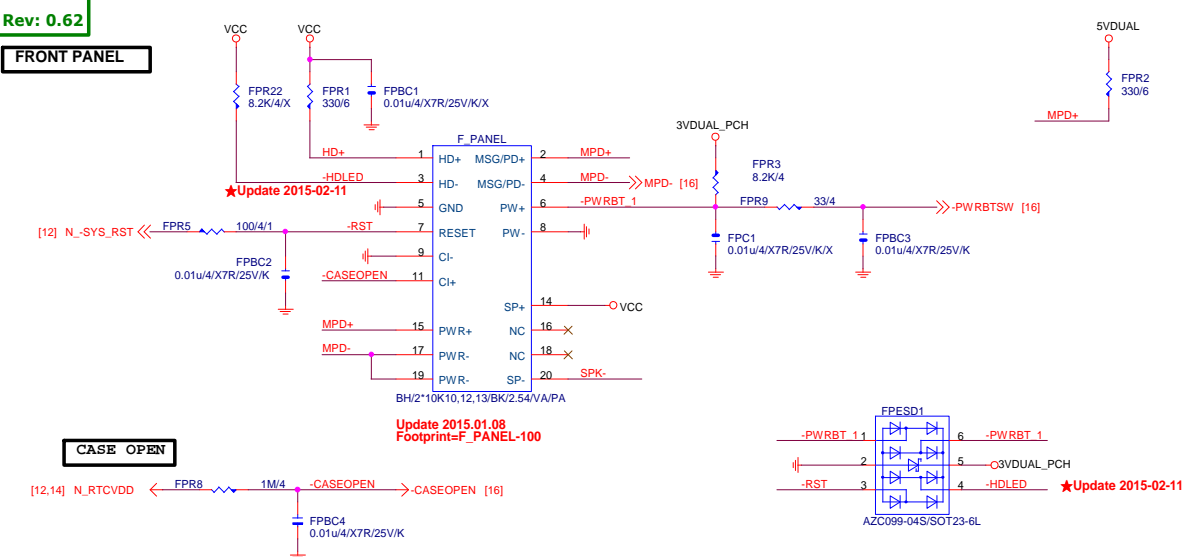 Rev: 0.62
FRONT PANEL
VCC
VCC
5VDUAL
FPR22
8.2K/4/X
FPR1
330/6
FPBC1
0.01u/4/X7R/25V/K/X
FPR2
330/6
MPD+
3VDUAL_PCH
F_PANEL
HD+ 1 HD+ MSG/PD+ 2 MPD+
FPR3
8.2K/4
-HDLED 3 HD- MSG/PD- 4 MPD- MPD- [16]
★Update 2015-02-11
5 GND PW+ 6 -PWRBT_1 FPR9 33/4 -PWRBTSW [16]
[12] N_-SYS_RST FPR5 100/4/1 -RST 7 RESET PW- 8
FPC1
0.01u/4/X7R/25V/K/X
FPBC3
0.01u/4/X7R/25V/K
9 CI-
FPBC2
0.01u/4/X7R/25V/K
-CASEOPEN 11 CI+
SP+ 14 VCC
MPD+ 15 PWR+ NC 16
MPD- 17 PWR- NC 18
19 PWR- SP- 20 SPK-
BH/2*10K10,12,13/BK/2.54/VA/PA
Update 2015.01.08
Footprint=F_PANEL-100
CASE OPEN
[12,14] N_RTCVDD FPR8 1M/4 -CASEOPEN -CASEOPEN [16]
FPBC4
0.01u/4/X7R/25V/K
FPESD1
-PWRBT_1 1 6 -PWRBT_1
2 5 3VDUAL_PCH
-RST 3 4 -HDLED ★Update 2015-02-11
AZC099-04S/SOT23-6L